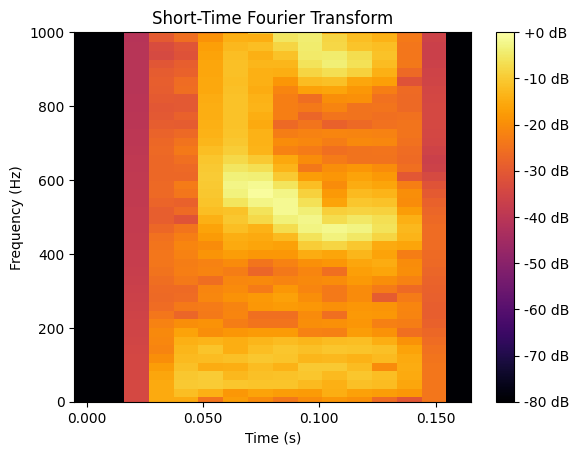 Short-Time Fourier Transform
1000
800
600
400
200
0
Frequency (Hz)
0.000
0.050
0.100
0.150
Time (s)
+0 dB
-10 dB
-20 dB
-30 dB
-40 dB
-50 dB
-60 dB
-70 dB
-80 dB